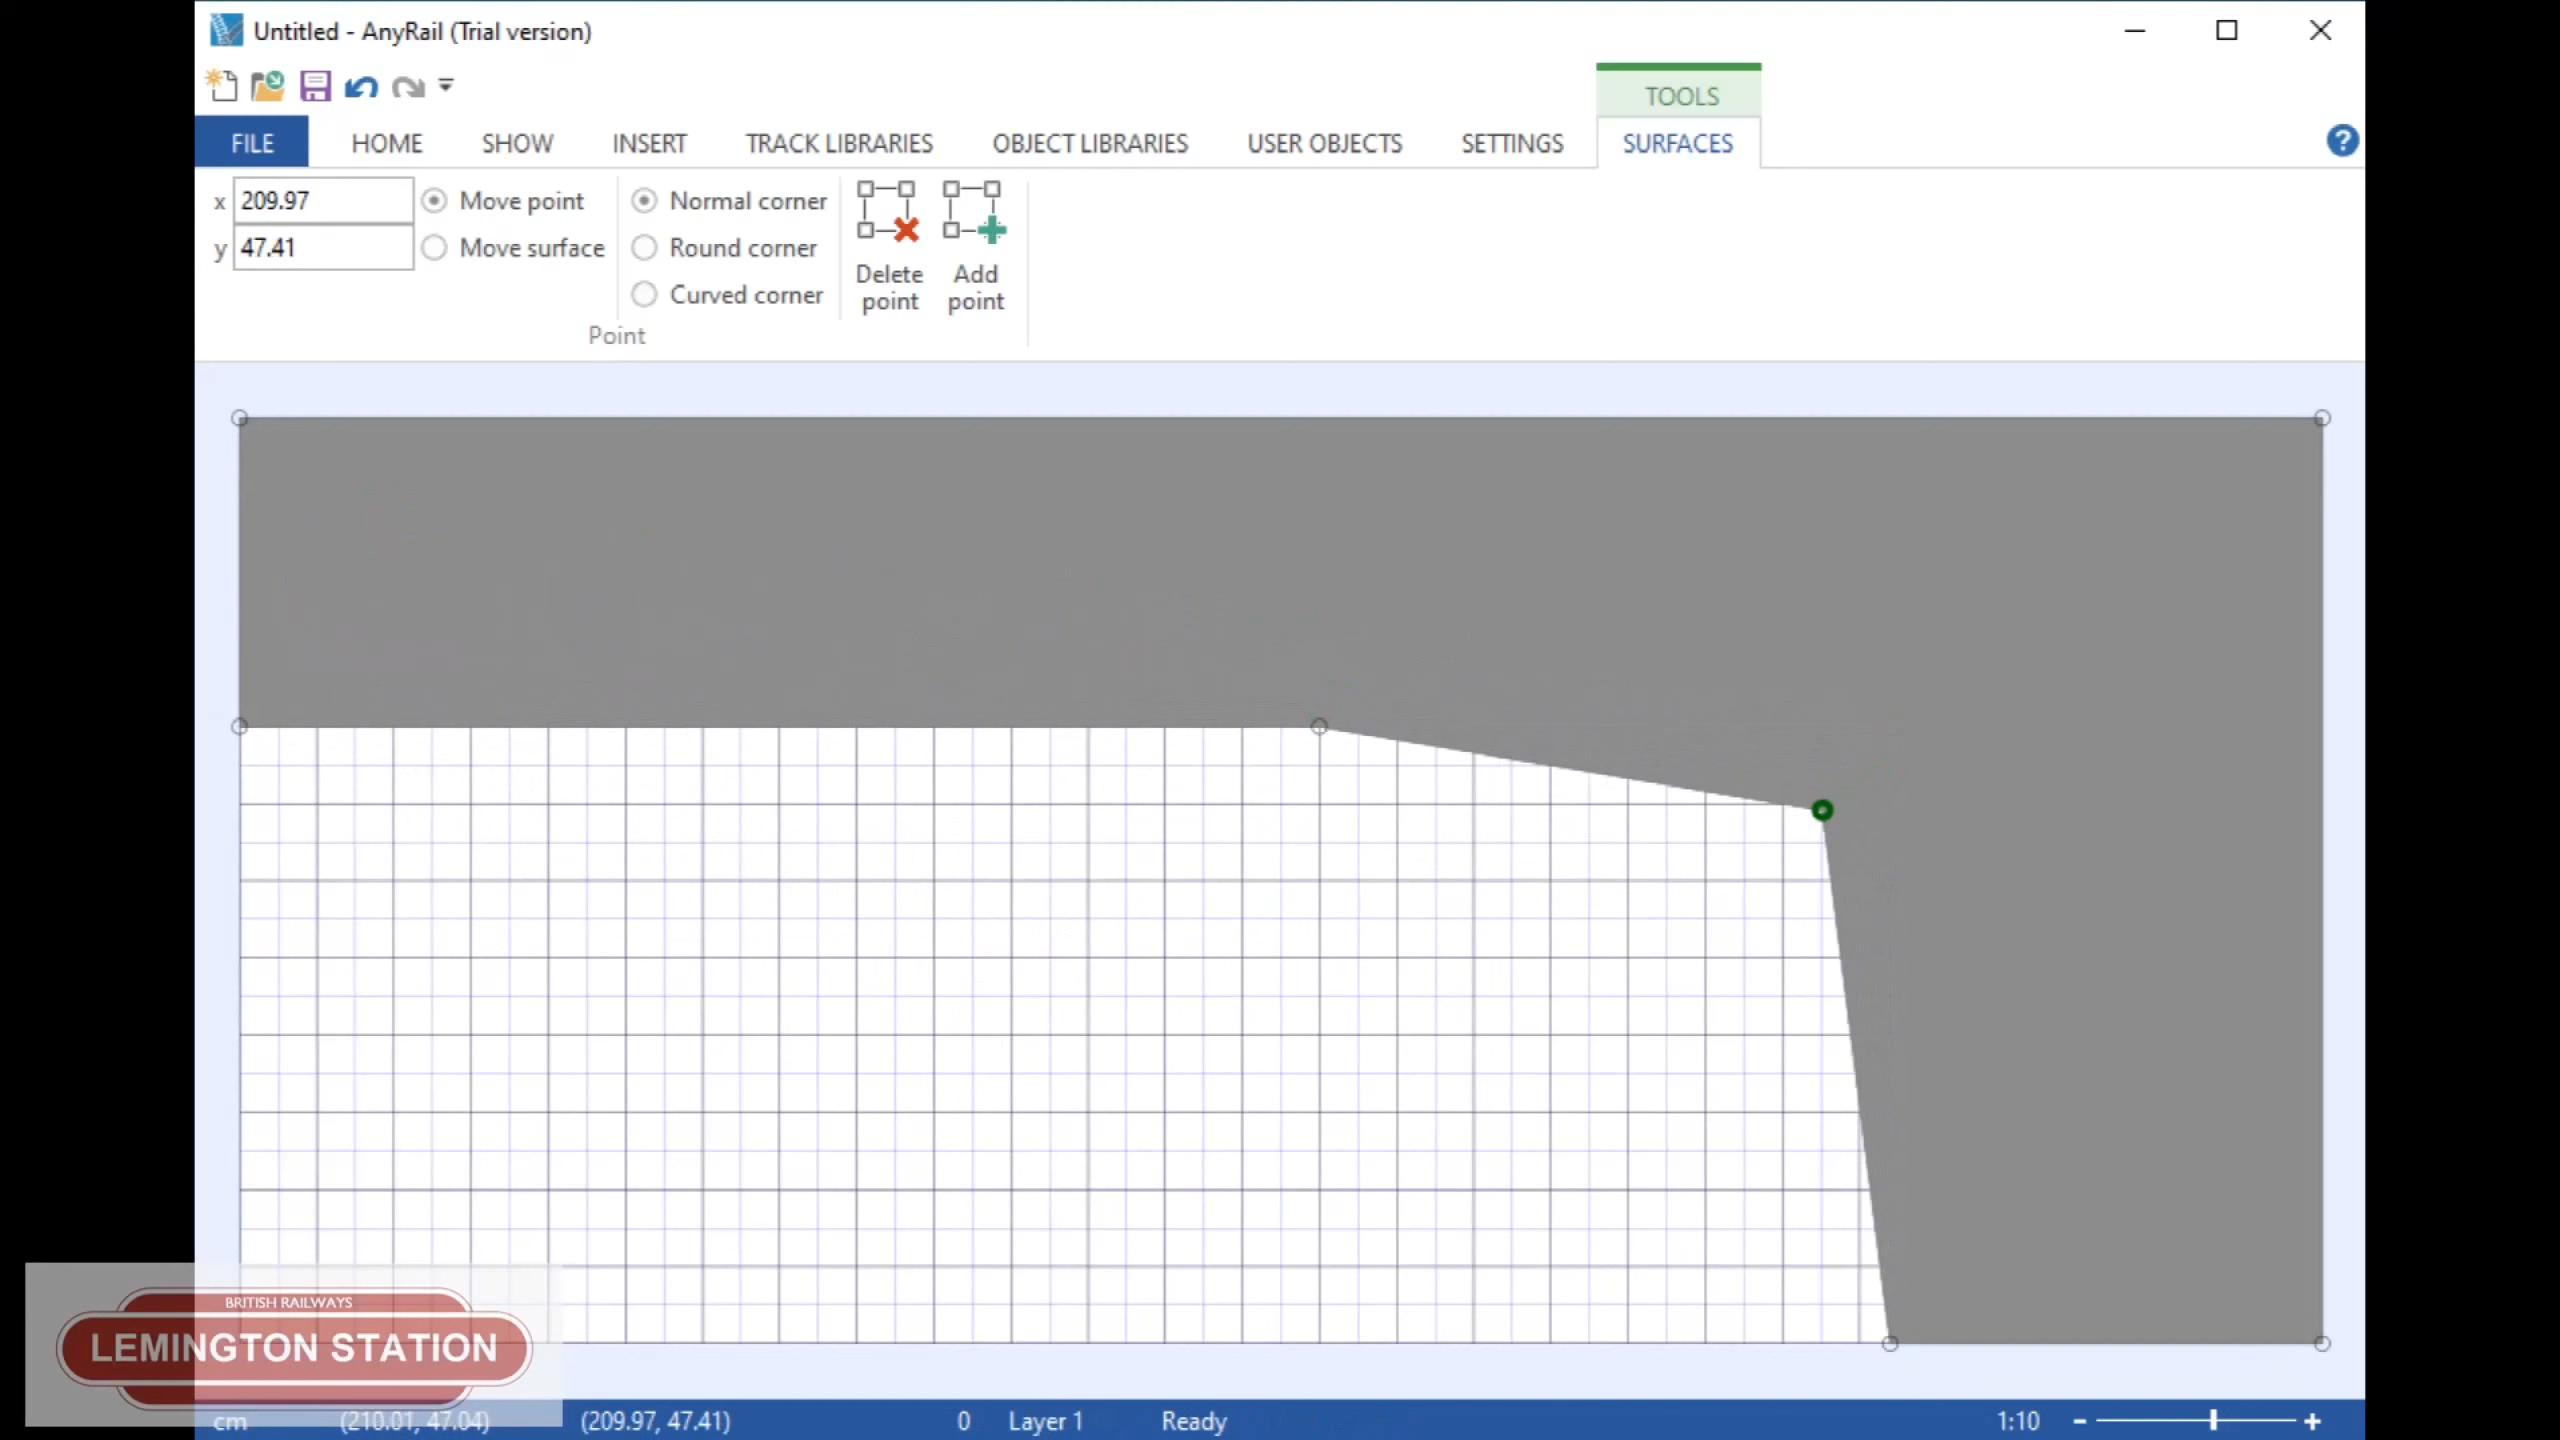 Untitled - AnyRail (Trial version)
TOOLS
FILE HOME SHOW INSERT TRACK LIBRARIES OBJECT LIBRARIES USER OBJECTS SETTINGS SURFACES ?
x 209.97 Move point Normal corner
y 47.41 Move surface Round corner
Curved corner
Delete point
Add point
Point
BRITISH RAILWAYS
LEMINGTON STATION
cm (210.01, 47.04) (209.97, 47.41) 0 Layer 1 Ready 1:10